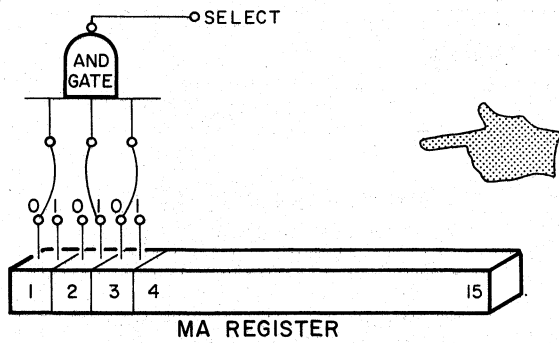 SELECT
AND
GATE
0 1 0 1 0 1
1 2 3 4 15
MA REGISTER